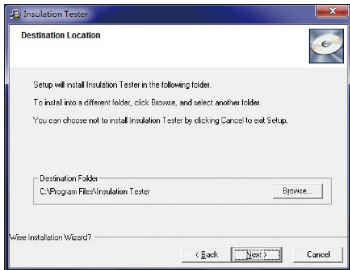 Insulation Tester
Destination Location
Setup will install Insulation Tester in the following folder.
To install into a different folder, click Browse, and select another folder.
You can choose not to install Insulation Tester by clicking Cancel to exit Setup.
Destination Folder
C:\Program Files\Insulation Tester
Browse...
Wise Installation Wizard?
< Back
Next >
Cancel